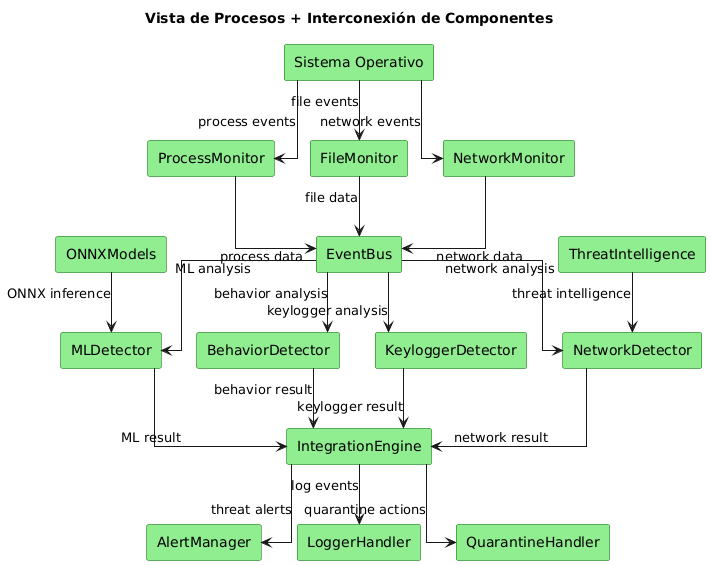 Vista de Procesos + Interconexión de Componentes
Sistema Operativo
file events
process events
network events
ProcessMonitor
FileMonitor
NetworkMonitor
file data
ONNXModels
EventBus
ThreatIntelligence
process data
network data
ML analysis
network analysis
ONNX inference
behavior analysis
threat intelligence
keylogger analysis
MLDetector
BehaviorDetector
KeyloggerDetector
NetworkDetector
behavior result
keylogger result
ML result
network result
IntegrationEngine
log events
threat alerts
quarantine actions
AlertManager
LoggerHandler
QuarantineHandler